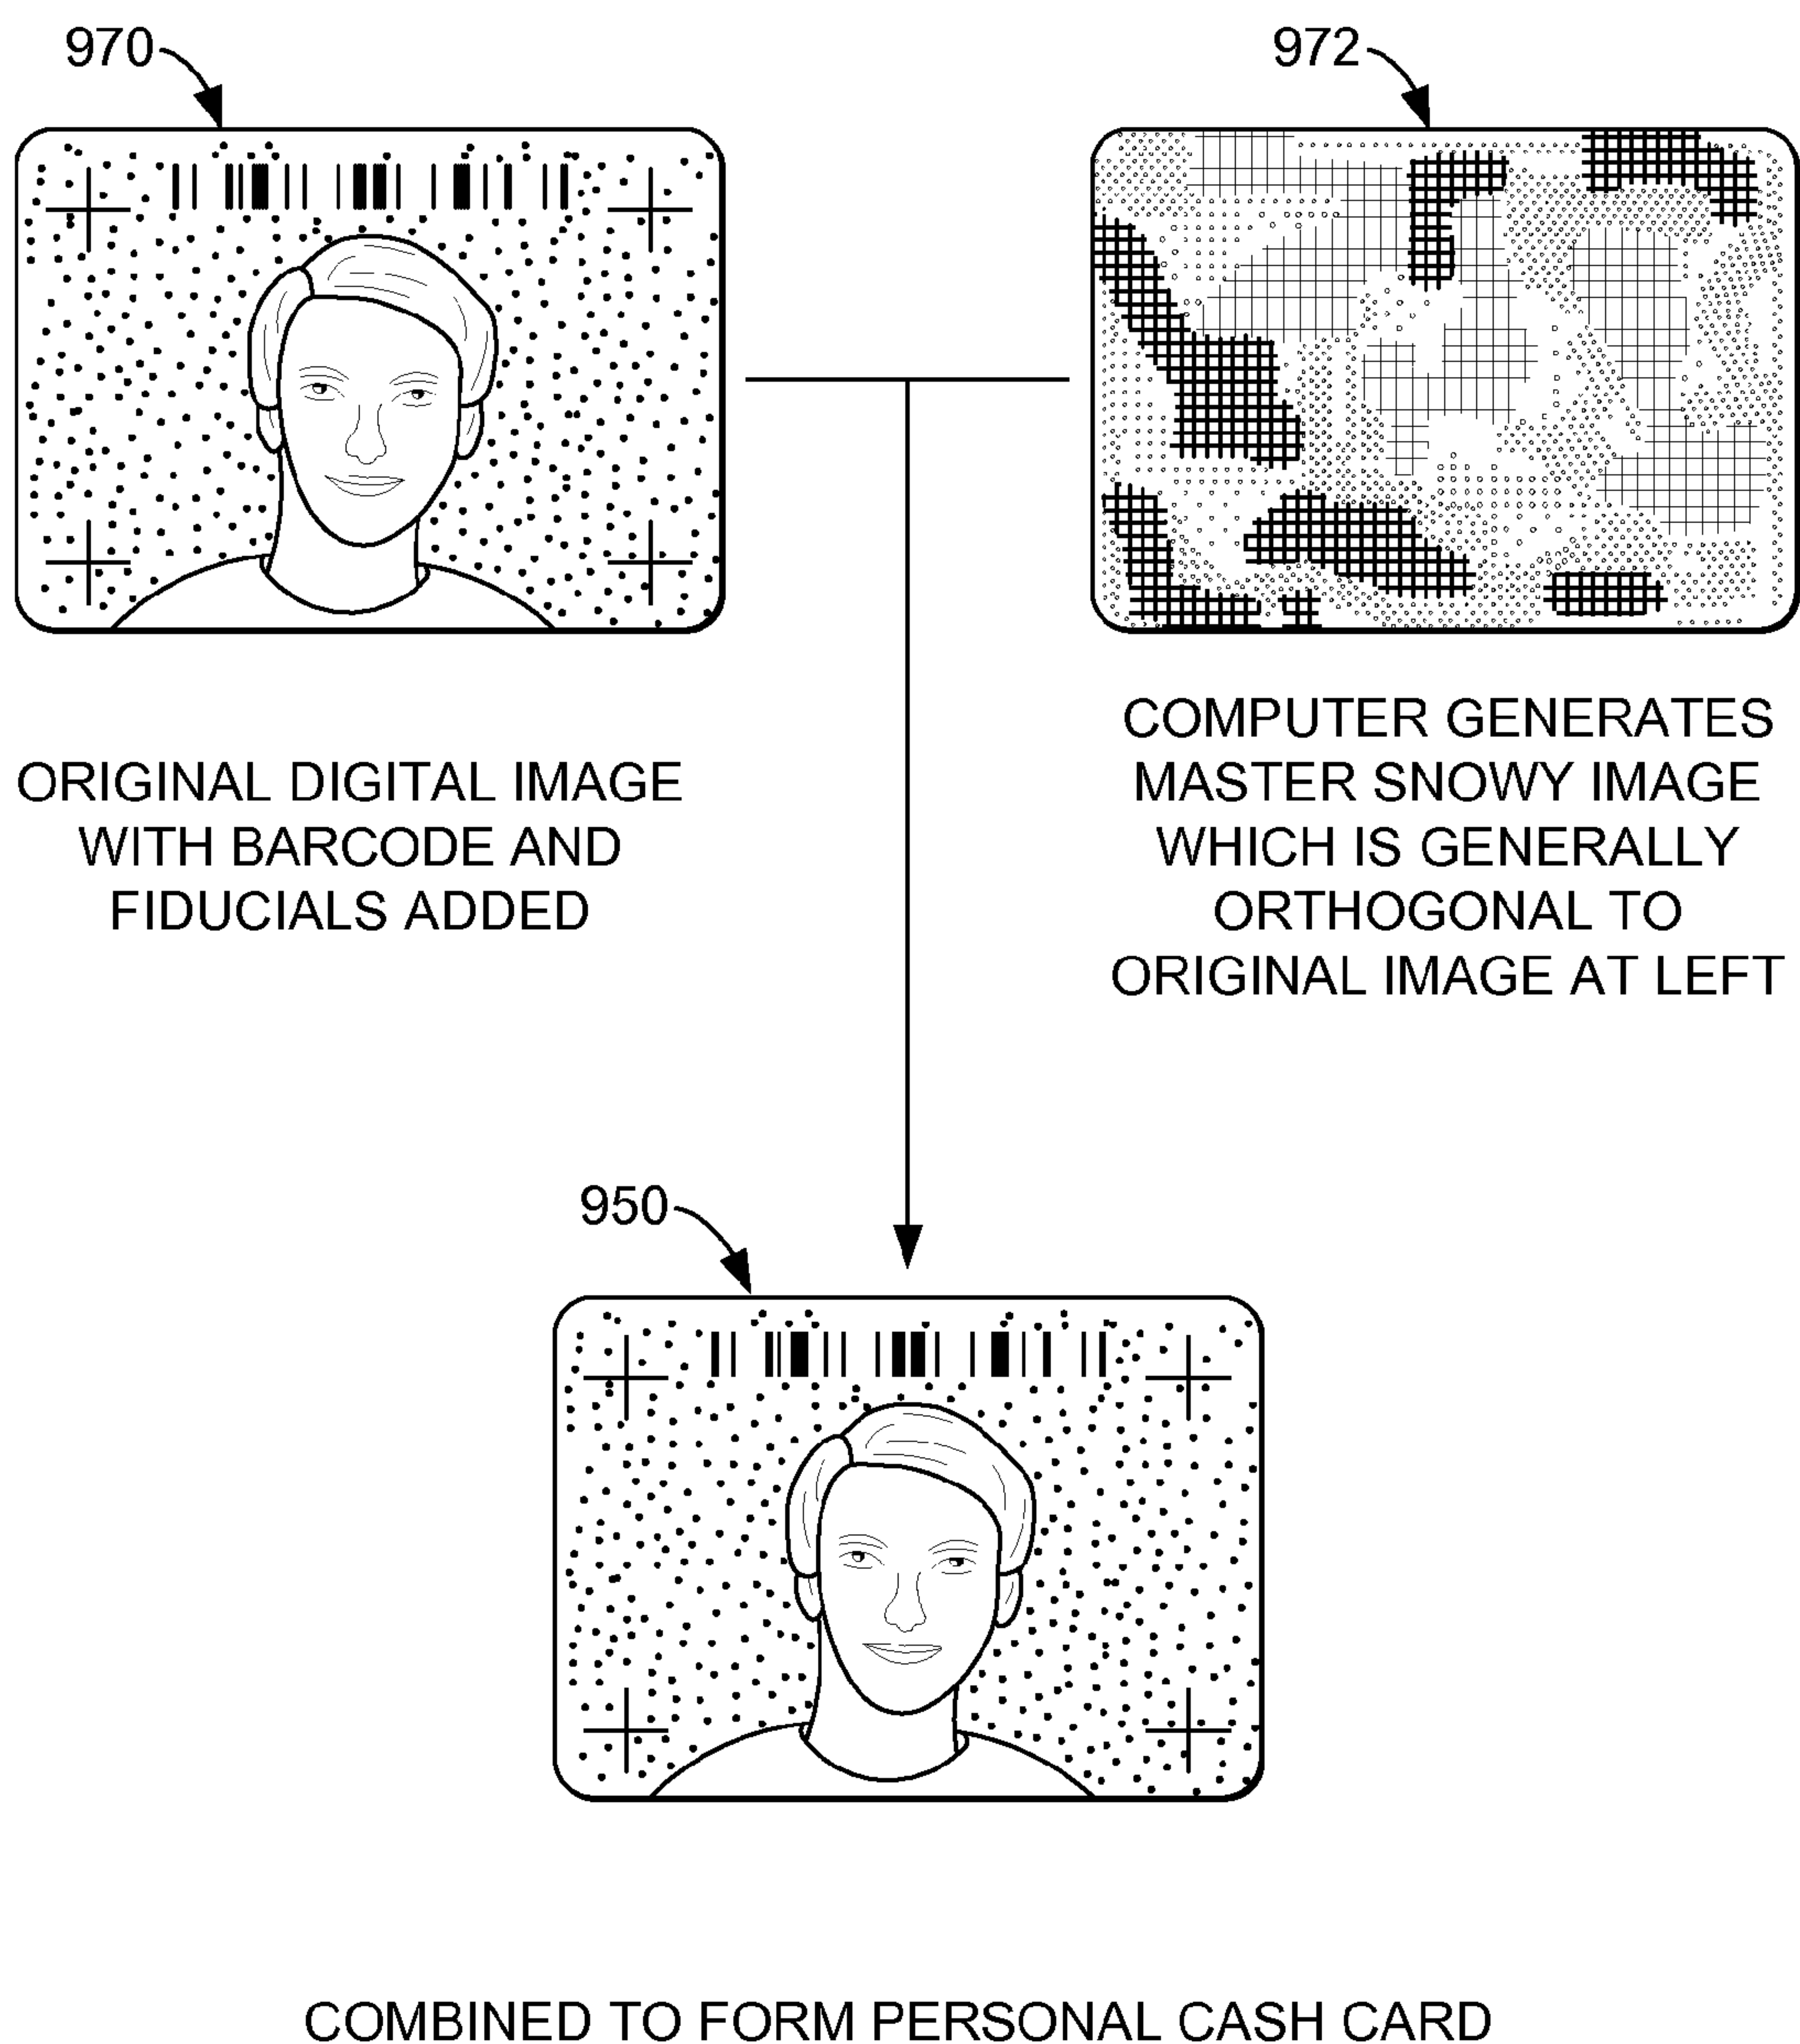 970
972
ORIGINAL DIGITAL IMAGE
WITH BARCODE AND
FIDUCIALS ADDED
COMPUTER GENERATES
MASTER SNOWY IMAGE
WHICH IS GENERALLY
ORTHOGONAL TO
ORIGINAL IMAGE AT LEFT
950
COMBINED TO FORM PERSONAL CASH CARD